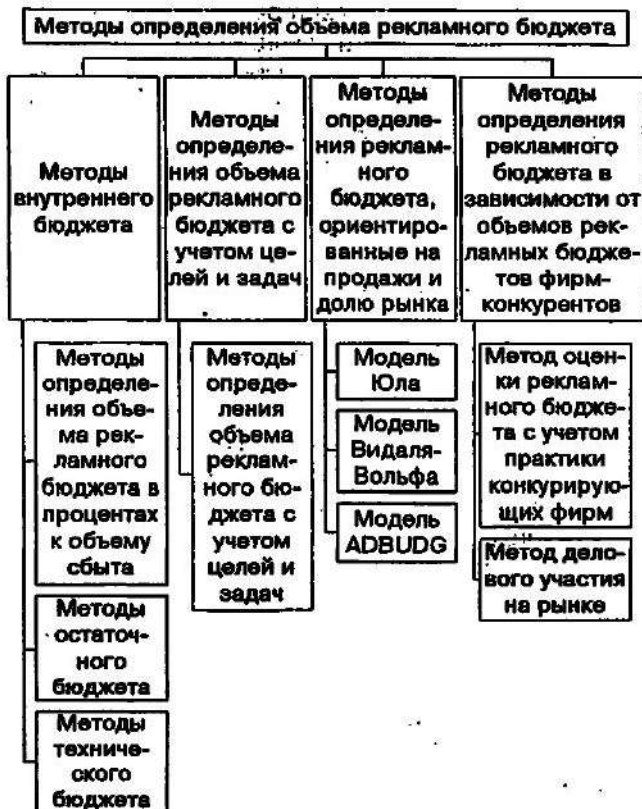 Методы определения объема рекламного бюджета
Методы
внутреннего
бюджета
Методы
определе-
ния объема
рекламного
бюджета с
учетом це-
лей и задач
Методы
определе-
ния реклам-
ного
бюджета,
ориентиро-
ванные на
продажи и
долю рынка
Методы
определения
рекламного
бюджета в
зависимости от
объемов рек-
ламных бюдже-
тов фирм-
конкурентов
Методы
определе-
ния объе-
ма рек-
ламного
бюджета в
процентах
к объему
сбыта
Методы
остаточ-
ного
бюджета
Методы
техниче-
ского
бюджета
Методы
опреде-
ления
объема
реклам-
ного бю-
джета с
учетом
целей и
задач
Модель
Юла
Модель
Видаля-
Вольфа
Модель
ADBUDG
Метод оцен-
ки реклам-
ного бюдже-
та с учетом
практики
конкурирую-
щих фирм
Метод дело-
вого участия
на рынке